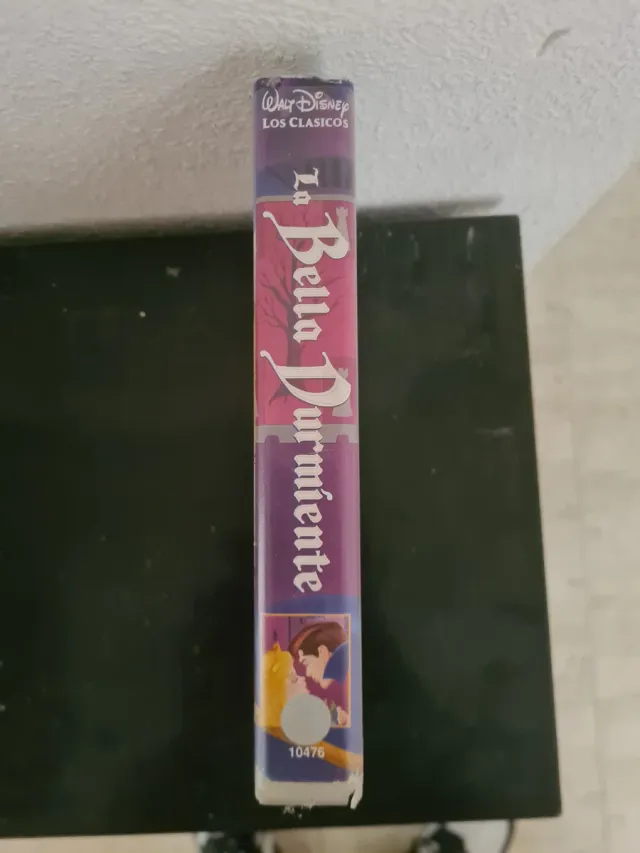 WALT DISNEY
LOS CLASICOS
La Bella Durmiente
10476